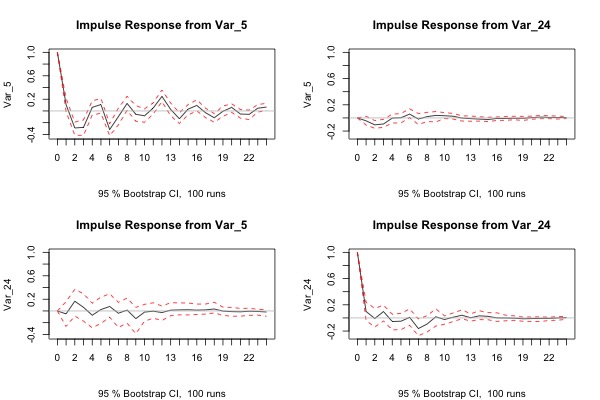 Impulse Response from Var_5
Var_5
1.0
0.6
0.2
-0.4
0 2 4 6 8 10 13 16 19 22
95 % Bootstrap CI, 100 runs
Impulse Response from Var_24
Var_5
1.0
0.6
0.2
-0.2
0 2 4 6 8 10 13 16 19 22
95 % Bootstrap CI, 100 runs
Impulse Response from Var_5
Var_24
1.0
0.6
0.2
-0.4
0 2 4 6 8 10 13 16 19 22
95 % Bootstrap CI, 100 runs
Impulse Response from Var_24
Var_24
1.0
0.6
0.2
-0.2
0 2 4 6 8 10 13 16 19 22
95 % Bootstrap CI, 100 runs